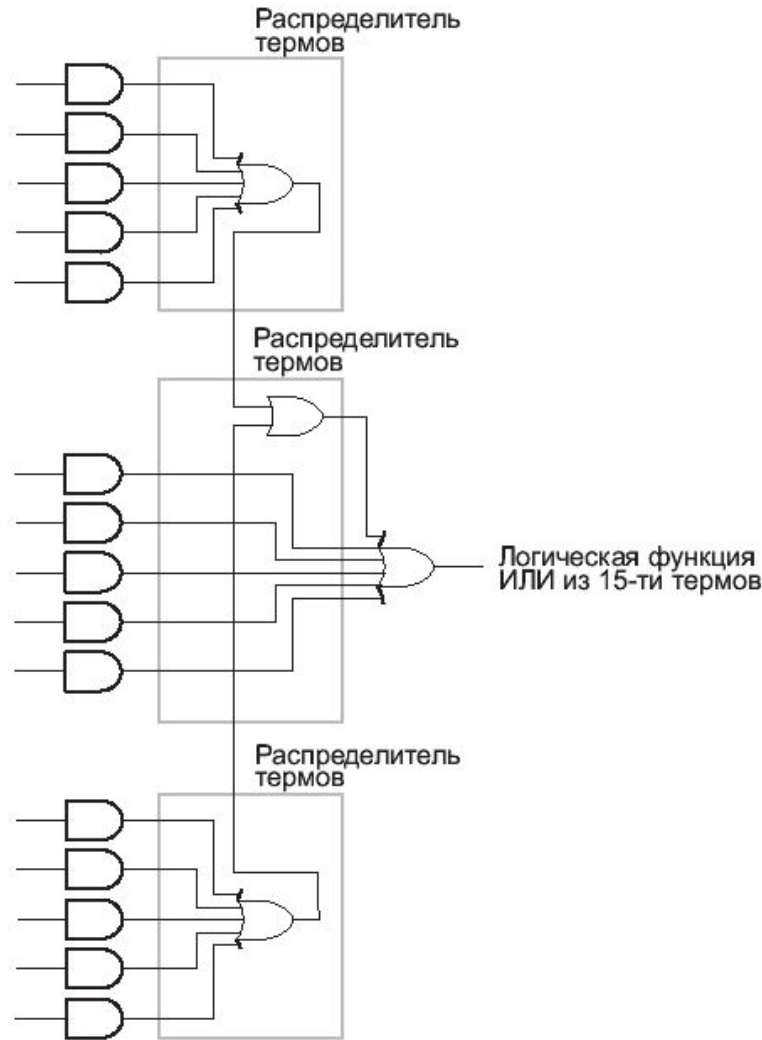 Распределитель
термов
Распределитель
термов
Логическая функция
ИЛИ из 15-ти термов
Распределитель
термов